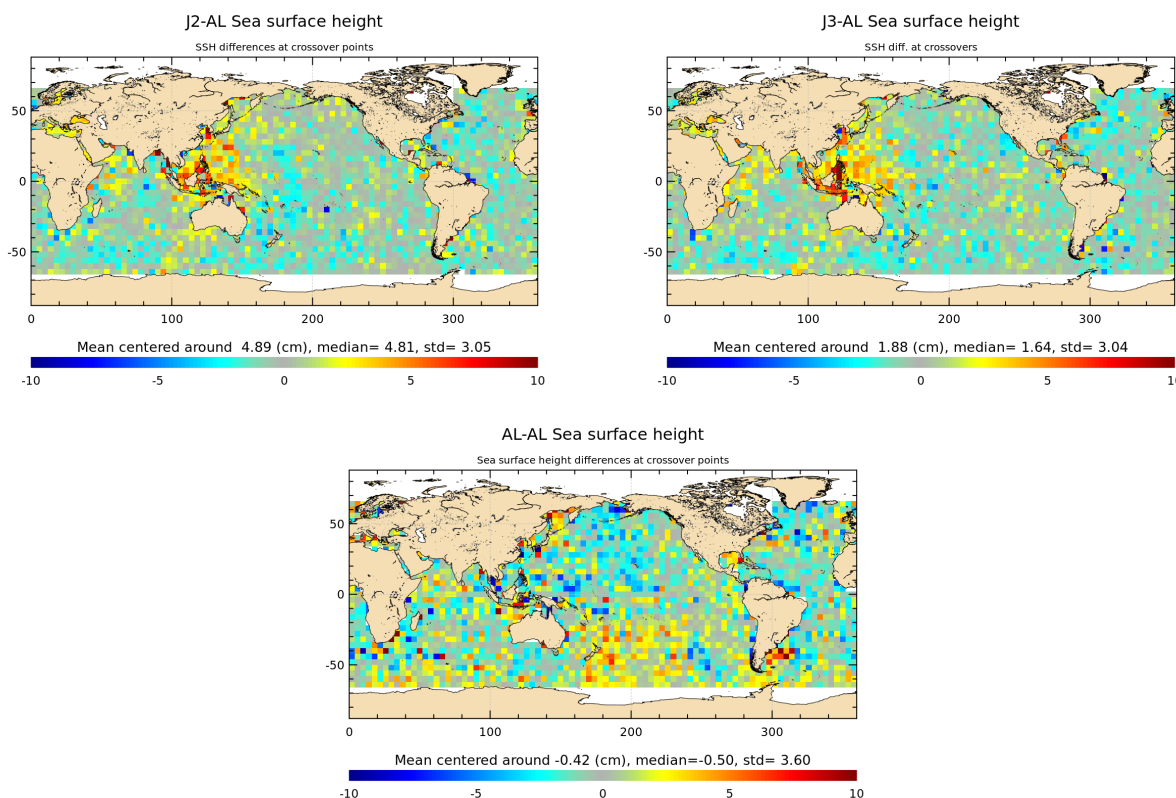 J2-AL Sea surface height
SSH differences at crossover points
50
0
-50
0 100 200 300
Mean centered around 4.89 (cm), median= 4.81, std= 3.05
-10 -5 0 5 10
J3-AL Sea surface height
SSH diff. at crossovers
50
0
-50
0 100 200 300
Mean centered around 1.88 (cm), median= 1.64, std= 3.04
-10 -5 0 5
AL-AL Sea surface height
Sea surface height differences at crossover points
50
0
-50
0 100 200 300
Mean centered around -0.42 (cm), median=-0.50, std= 3.60
-10 -5 0 5 10